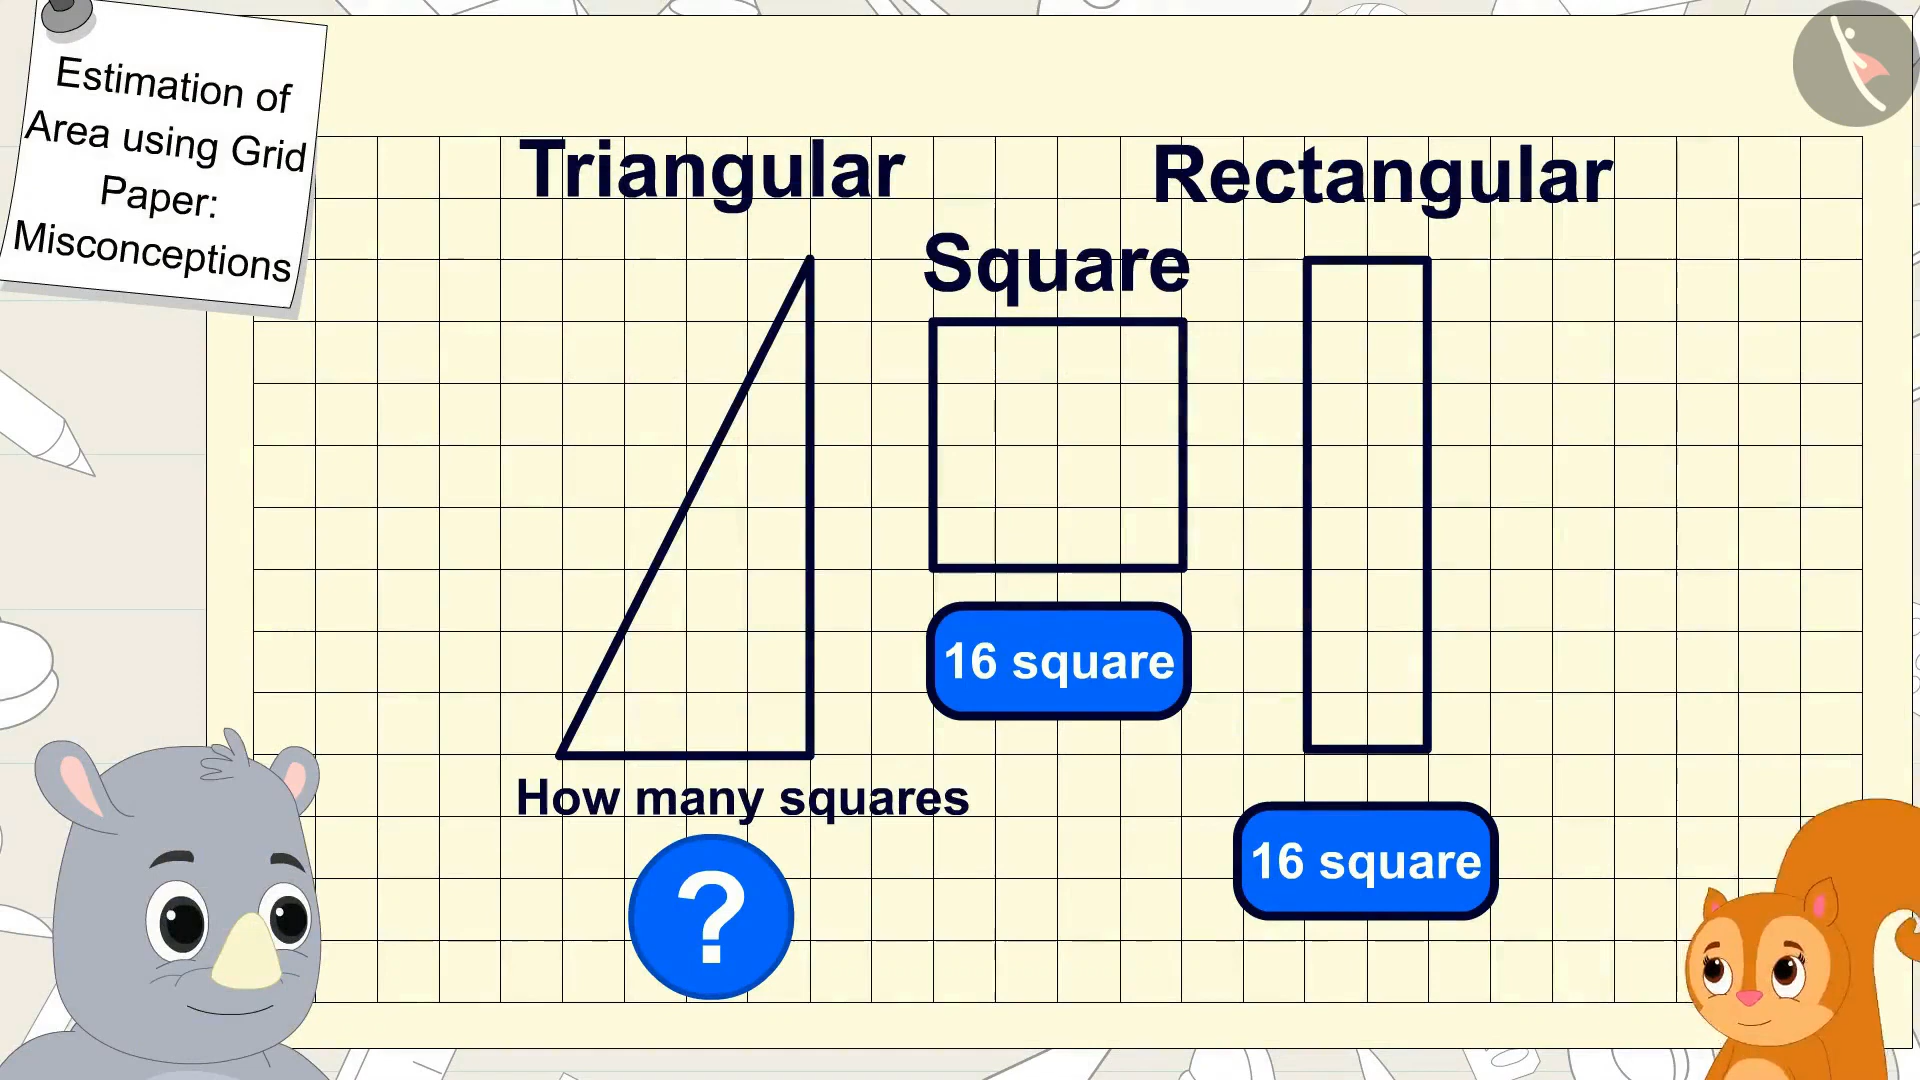 Estimation of
Area using Grid
Paper:
Misconceptions
Triangular
Rectangular
Square
16 square
How many squares
16 square
?